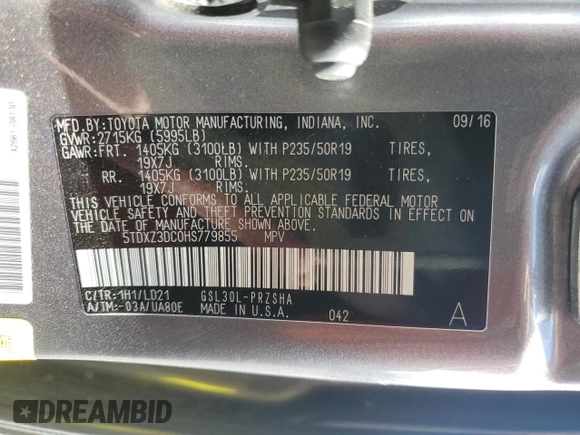 MFD.BY:TOYOTA MOTOR MANUFACTURING, INDIANA, INC. 09/16
GVWR:2715KG (5995LB)
GAWR:FRT. 1405KG (3100LB) WITH P235/50R19 TIRES,
19X7J RIMS.
RR. 1405KG (3100LB) WITH P235/50R19 TIRES,
19X7J RIMS.
THIS VEHICLE CONFORMS TO ALL APPLICABLE FEDERAL MOTOR
VEHICLE SAFETY AND THEFT PREVENTION STANDARDS IN EFFECT ON
THE DATE OF MANUFACTURE SHOWN ABOVE.
5TDXZ3DC0HS779855 MPV
C/TR:1H1/LD21 GSL30L-PRZSHA
A/TM:-03A/UA80E MADE IN U.S.A. 042 A
DREAMBID